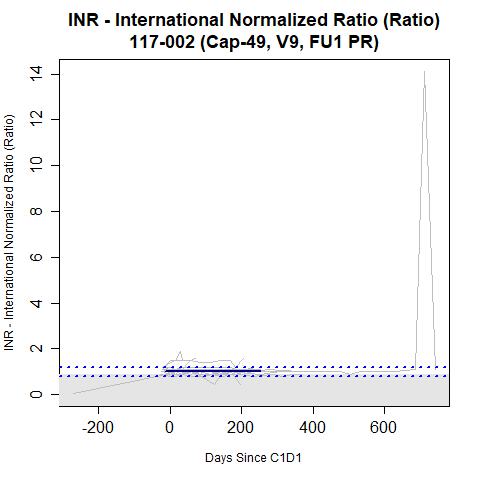 INR - International Normalized Ratio (Ratio)
117-002 (Cap-49, V9, FU1 PR)
INR - International Normalized Ratio (Ratio)
14
12
10
8
6
4
2
0
-200 0 200 400 600
Days Since C1D1